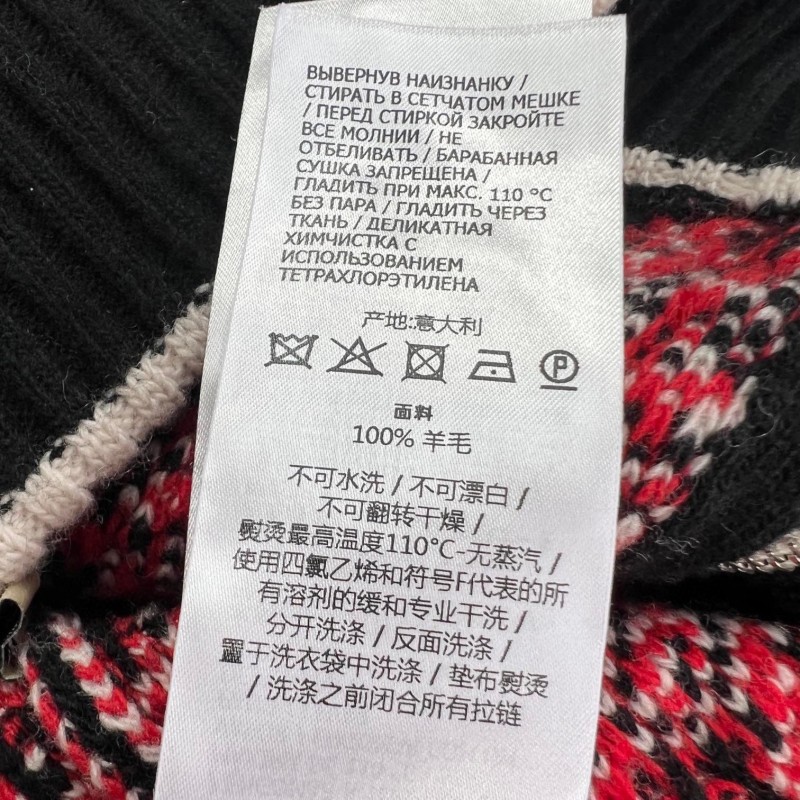 ВЫВЕРНУВ НАИЗНАНКУ /
СТИРАТЬ В СЕТЧАТОМ МЕШКЕ
/ ПЕРЕД СТИРКОЙ ЗАКРОЙТЕ
ВСЕ МОЛНИИ / НЕ
ОТБЕЛИВАТЬ / БАРАБАННАЯ
СУШКА ЗАПРЕЩЕНА /
ГЛАДИТЬ ПРИ МАКС. 110 °C
БЕЗ ПАРА / ГЛАДИТЬ ЧЕРЕЗ
ТКАНЬ / ДЕЛИКАТНАЯ
ХИМЧИСТКА С
ИСПОЛЬЗОВАНИЕМ
ТЕТРАХЛОРЭТИЛЕНА
产地:意大利
P
面料
100% 羊毛
不可水洗 / 不可漂白 /
不可翻转干燥 /
熨烫最高温度110°C-无蒸汽 /
使用四氯乙烯和符号F代表的所
有溶剂的缓和专业干洗 /
分开洗涤 / 反面洗涤 /
置于洗衣袋中洗涤 / 垫布熨烫
/ 洗涤之前闭合所有拉链